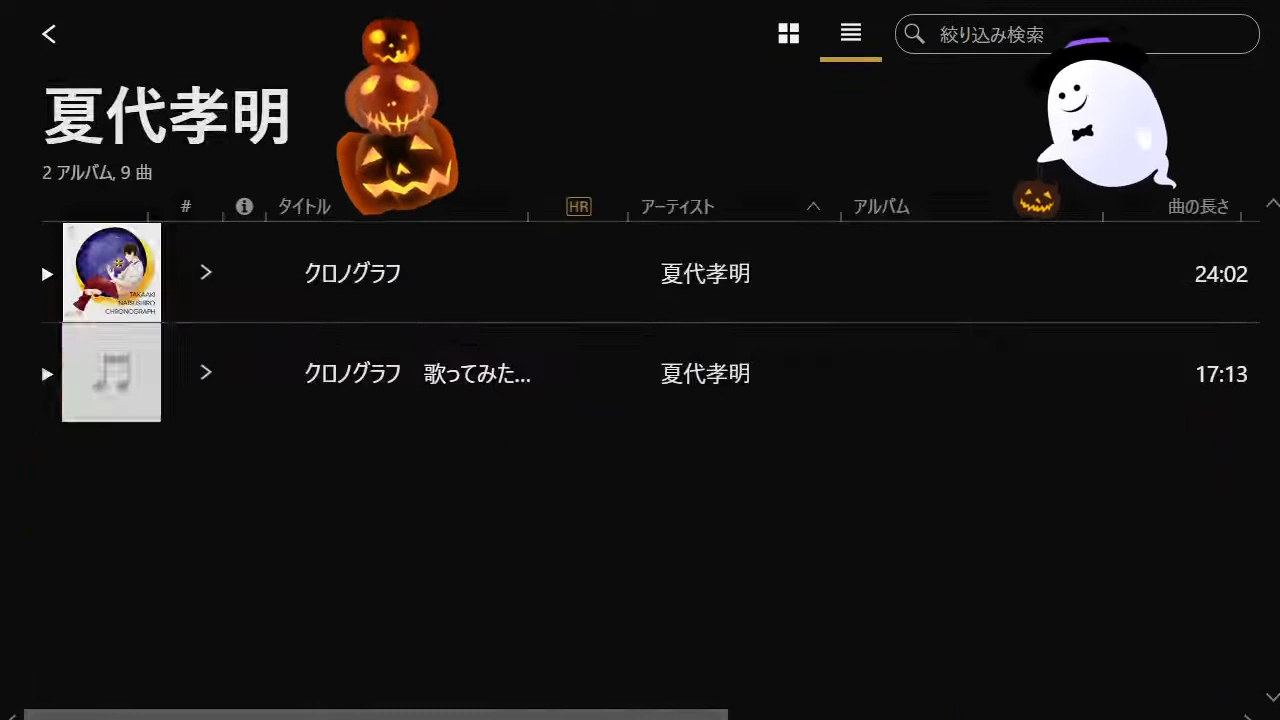 絞り込み検索
夏代孝明
2 アルバム, 9 曲
# タイトル HR アーティスト アルバム 曲の長さ
クロノグラフ 夏代孝明 24:02
TAKAAKI
NATSUSHIRO
CHRONOGRAPH
クロノグラフ　歌ってみた... 夏代孝明 17:13